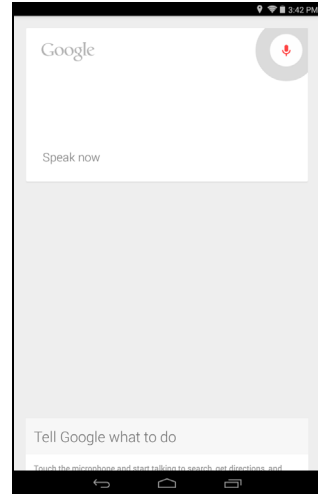 3:42 PM
Google
Speak now
Tell Google what to do
Touch the microphone and start talking to search, get directions, and